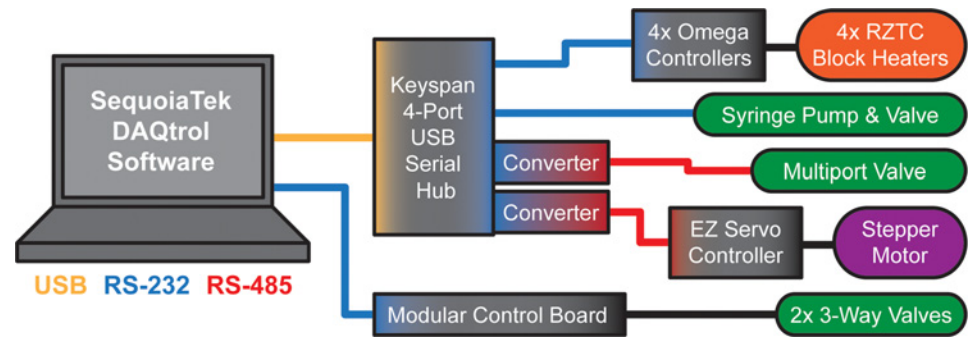 SequoiaTek
DAQtrol
Software
USB RS-232 RS-485
Keyspan
4-Port
USB
Serial
Hub
4x Omega
Controllers
4x RZTC
Block Heaters
Syringe Pump & Valve
Converter
Multiport Valve
Converter
EZ Servo
Controller
Stepper
Motor
Modular Control Board
2x 3-Way Valves